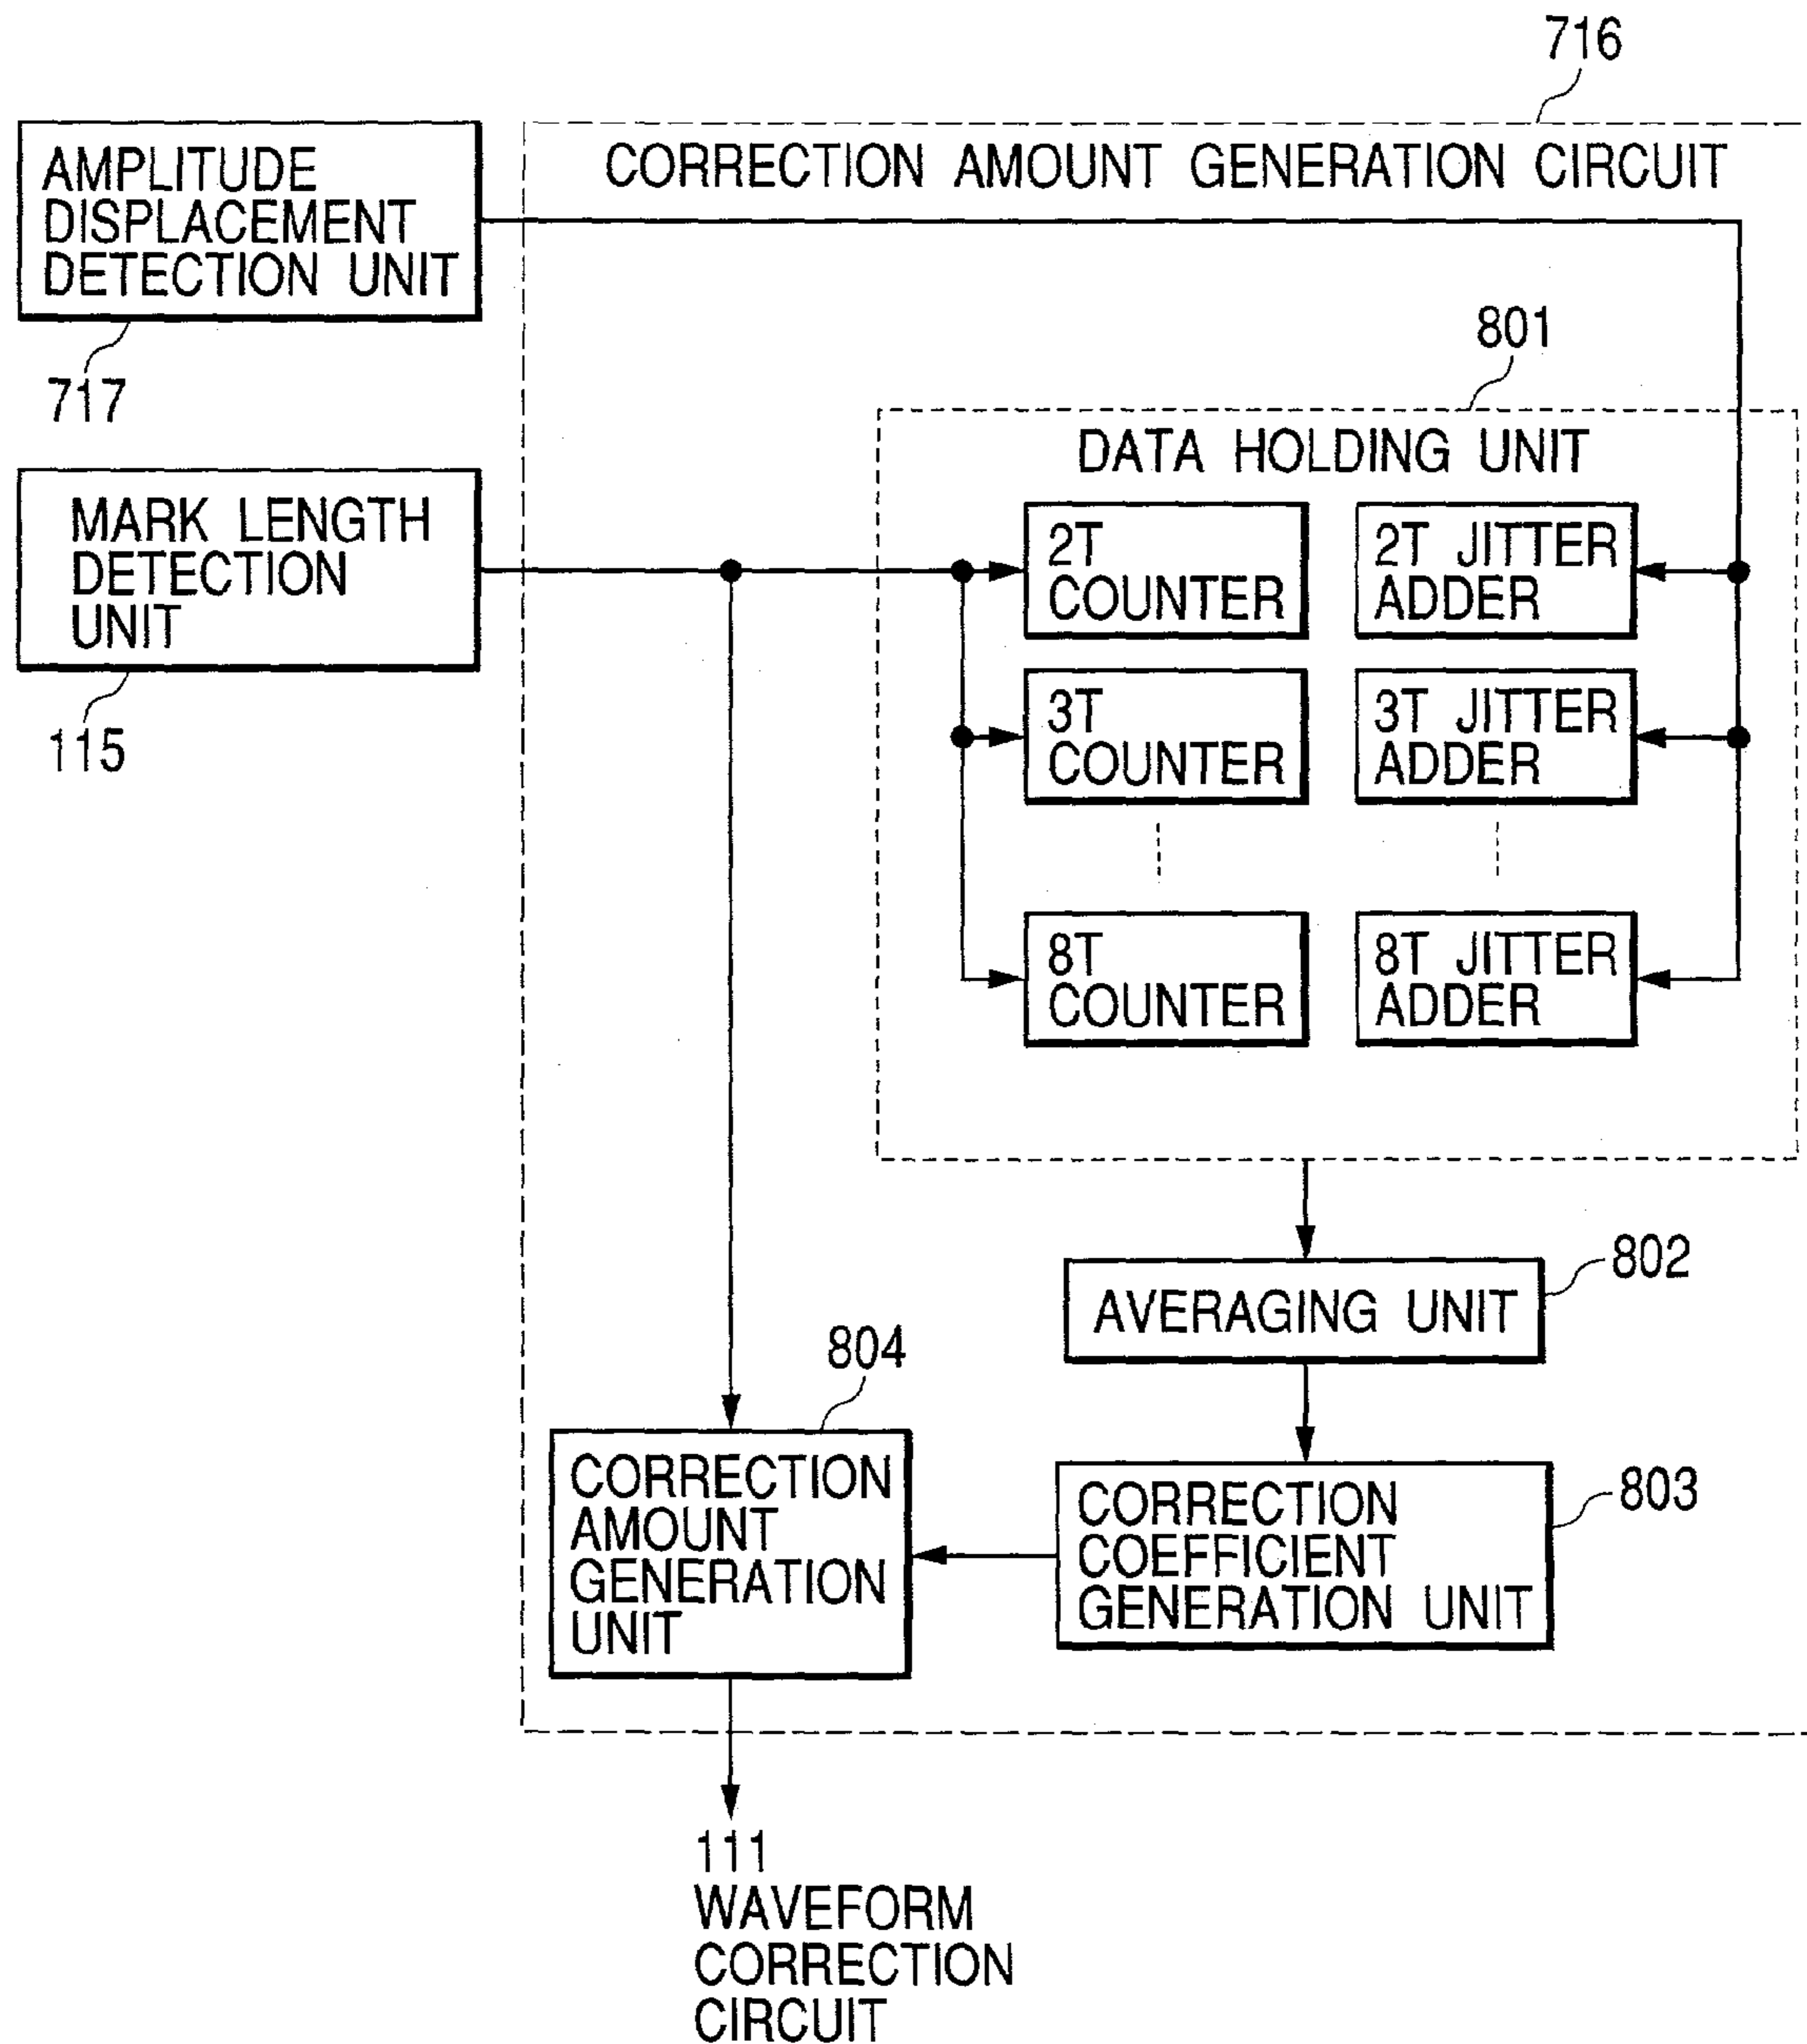 716
AMPLITUDE
DISPLACEMENT
DETECTION UNIT
717
CORRECTION AMOUNT GENERATION CIRCUIT
801
MARK LENGTH
DETECTION
UNIT
115
DATA HOLDING UNIT
2T
COUNTER
2T JITTER
ADDER
3T
COUNTER
3T JITTER
ADDER
8T
COUNTER
8T JITTER
ADDER
802
AVERAGING UNIT
804
CORRECTION
AMOUNT
GENERATION
UNIT
803
CORRECTION
COEFFICIENT
GENERATION UNIT
111
WAVEFORM
CORRECTION
CIRCUIT